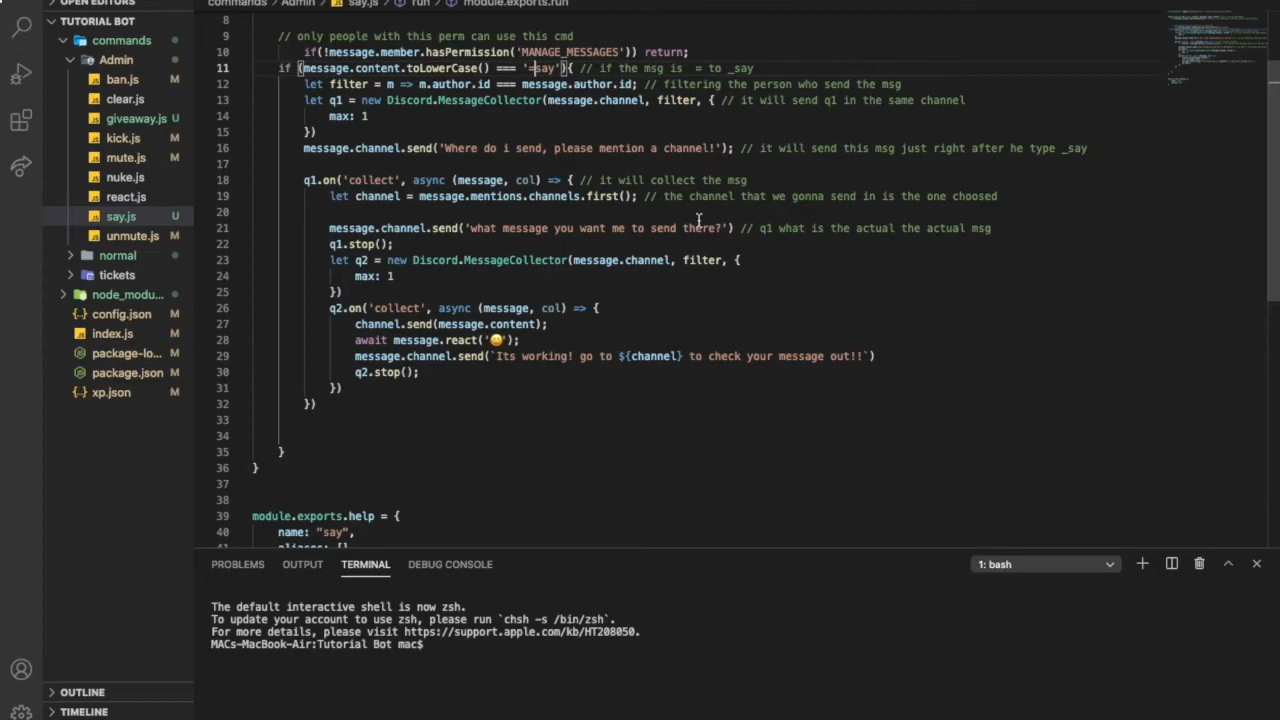 OPEN EDITORS
commands > Admin > say.js > run > module.exports.run
TUTORIAL BOT
commands
Admin
ban.js M
clear.js M
giveaway.js U
kick.js M
mute.js M
nuke.js M
react.js M
say.js U
unmute.js M
normal
tickets
node_modu...
config.json M
index.js M
package-lo... M
package.json M
xp.json M
OUTLINE
TIMELINE
8
9 // only people with this perm can use this cmd
10 if(!message.member.hasPermission('MANAGE_MESSAGES')) return;
11 if (message.content.toLowerCase() === '=say'){ // if the msg is = to _say
12 let filter = m => m.author.id === message.author.id; // filtering the person who send the msg
13 let q1 = new Discord.MessageCollector(message.channel, filter, { // it will send q1 in the same channel
14 max: 1
15 })
16 message.channel.send('Where do i send, please mention a channel!'); // it will send this msg just right after he type _say
17
18 q1.on('collect', async (message, col) => { // it will collect the msg
19 let channel = message.mentions.channels.first(); // the channel that we gonna send in is the one choosed
20
21 message.channel.send('what message you want me to send there?') // q1 what is the actual the actual msg
22 q1.stop();
23 let q2 = new Discord.MessageCollector(message.channel, filter, {
24 max: 1
25 })
26 q2.on('collect', async (message, col) => {
27 channel.send(message.content);
28 await message.react('😀');
29 message.channel.send(`Its working! go to ${channel} to check your message out!!`)
30 q2.stop();
31 })
32 })
33
34
35 }
36 }
37
38
39 module.exports.help = {
40 name: "say",
41 aliases: []
PROBLEMS OUTPUT TERMINAL DEBUG CONSOLE 1: bash
The default interactive shell is now zsh.
To update your account to use zsh, please run `chsh -s /bin/zsh`.
For more details, please visit https://support.apple.com/kb/HT208050.
MACs-MacBook-Air:Tutorial Bot mac$